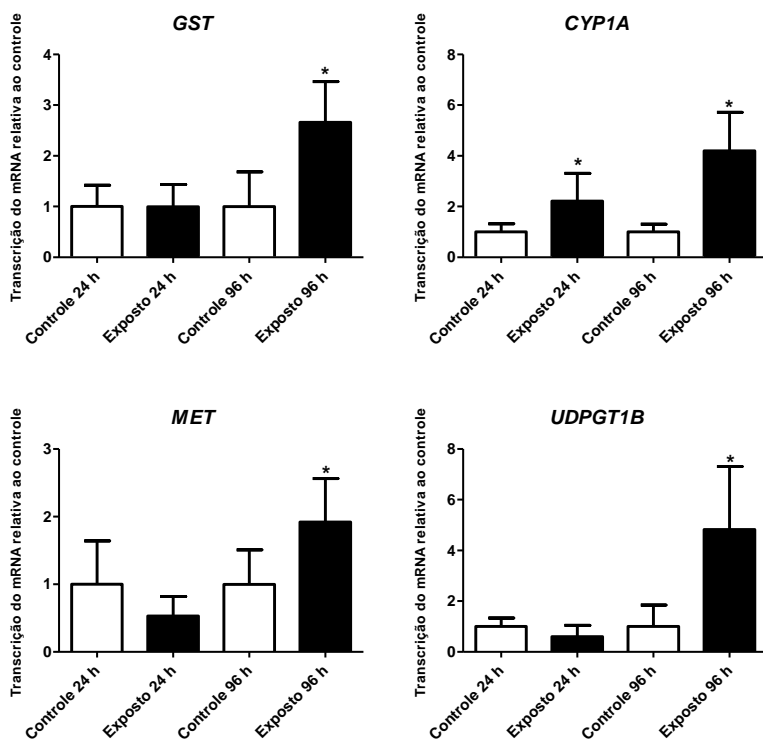 GST
Transcrição do mRNA relativa ao controle
4
3
2
1
0
*
Controle 24 h
Exposto 24 h
Controle 96 h
Exposto 96 h
CYP1A
Transcrição do mRNA relativa ao controle
8
6
4
2
0
*
*
Controle 24 h
Exposto 24 h
Controle 96 h
Exposto 96 h
MET
Transcrição do mRNA relativa ao controle
3
2
1
0
*
Controle 24 h
Exposto 24 h
Controle 96 h
Exposto 96 h
UDPGT1B
Transcrição do mRNA relativa ao controle
8
6
4
2
0
*
Controle 24 h
Exposto 24 h
Controle 96 h
Exposto 96 h